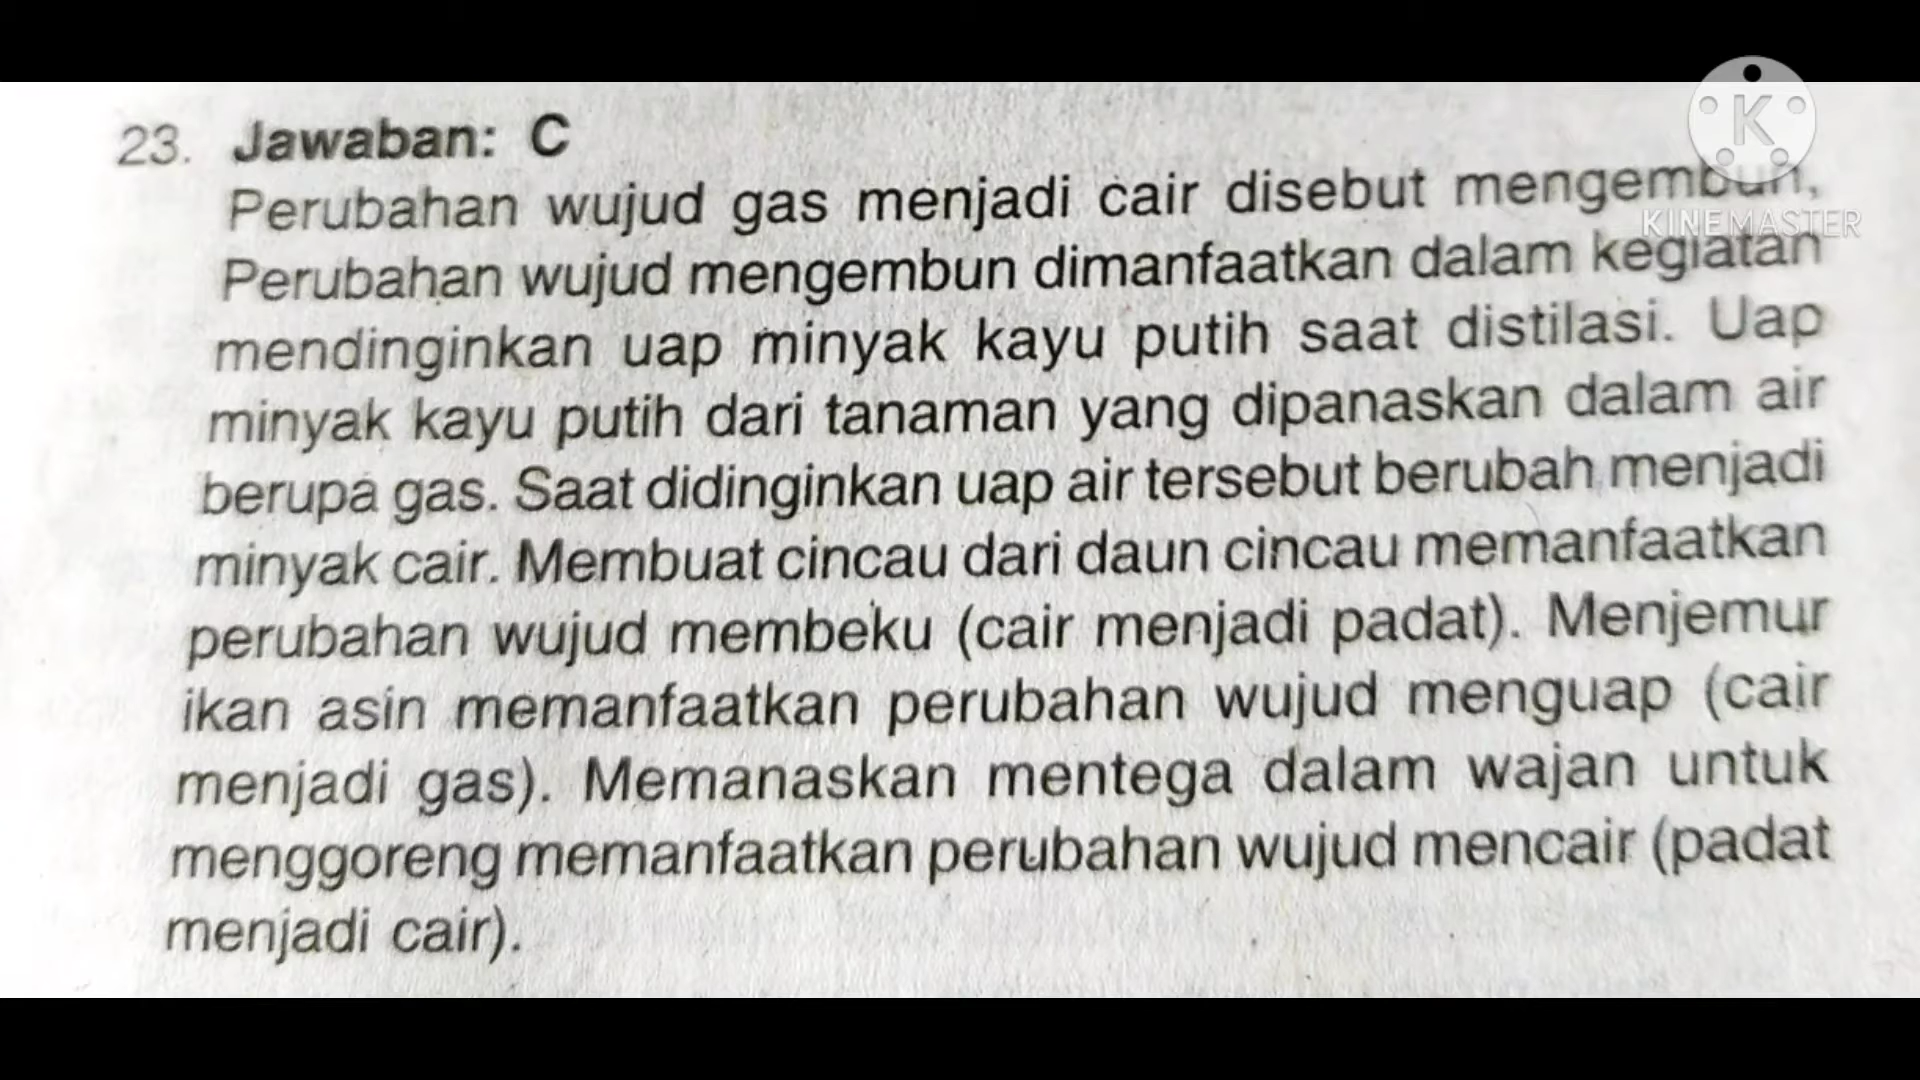 23. Jawaban: C
Perubahan wujud gas menjadi cair disebut mengembun,
Perubahan wujud mengembun dimanfaatkan dalam kegiatan
mendinginkan uap minyak kayu putih saat distilasi. Uap
minyak kayu putih dari tanaman yang dipanaskan dalam air
berupa gas. Saat didinginkan uap air tersebut berubah menjadi
minyak cair. Membuat cincau dari daun cincau memanfaatkan
perubahan wujud membeku (cair menjadi padat). Menjemur
ikan asin memanfaatkan perubahan wujud menguap (cair
menjadi gas). Memanaskan mentega dalam wajan untuk
menggoreng memanfaatkan perubahan wujud mencair (padat
menjadi cair).
K
KINEMASTER